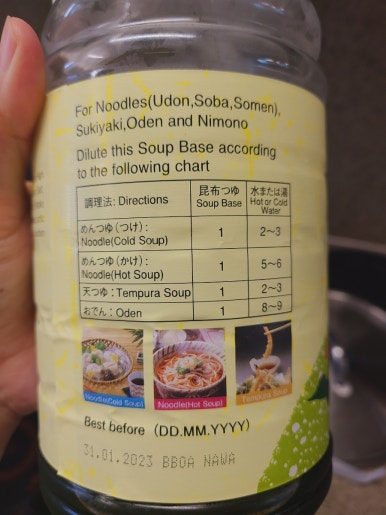 For Noodles(Udon,Soba,Somen),
Sukiyaki,Oden and Nimono
Dilute this Soup Base according
to the following chart
調理法: Directions
昆布つゆ
Soup Base
水または湯
Hot or Cold
Water
めんつゆ(つけ):
Noodle(Cold Soup)
1
2~3
めんつゆ(かけ):
Noodle(Hot Soup)
1
5~6
天つゆ: Tempura Soup
1
2~3
おでん: Oden
1
8~9
Noodle(Cold Soup)
Noodle(Hot Soup)
Tempura Soup
Best before (DD.MM.YYYY)
31.01.2023 BBOA NAWA